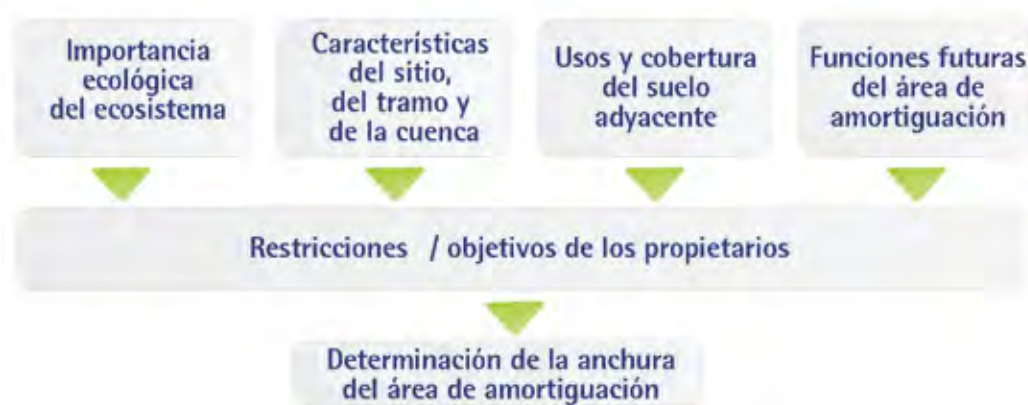 Importancia
ecológica
del ecosistema
Características
del sitio,
del tramo y
de la cuenca
Usos y cobertura
del suelo
adyacente
Funciones futuras
del área de
amortiguación
Restricciones / objetivos de los propietarios
Determinación de la anchura
del área de amortiguación